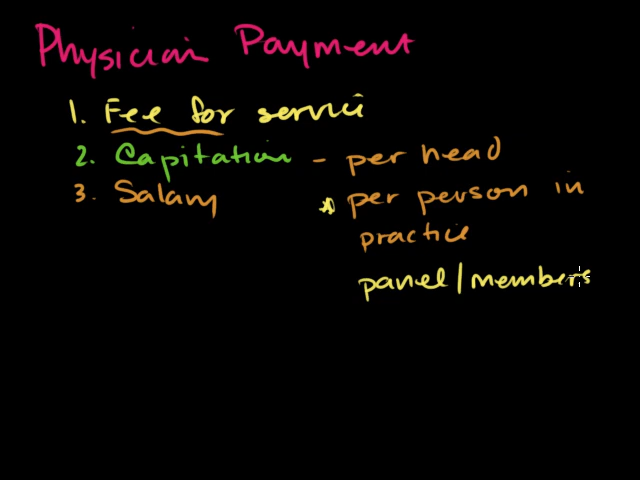 Physician Payment
1. Fee for service
2. Capitation - per head
3. Salary * per person in
practice
panel/members